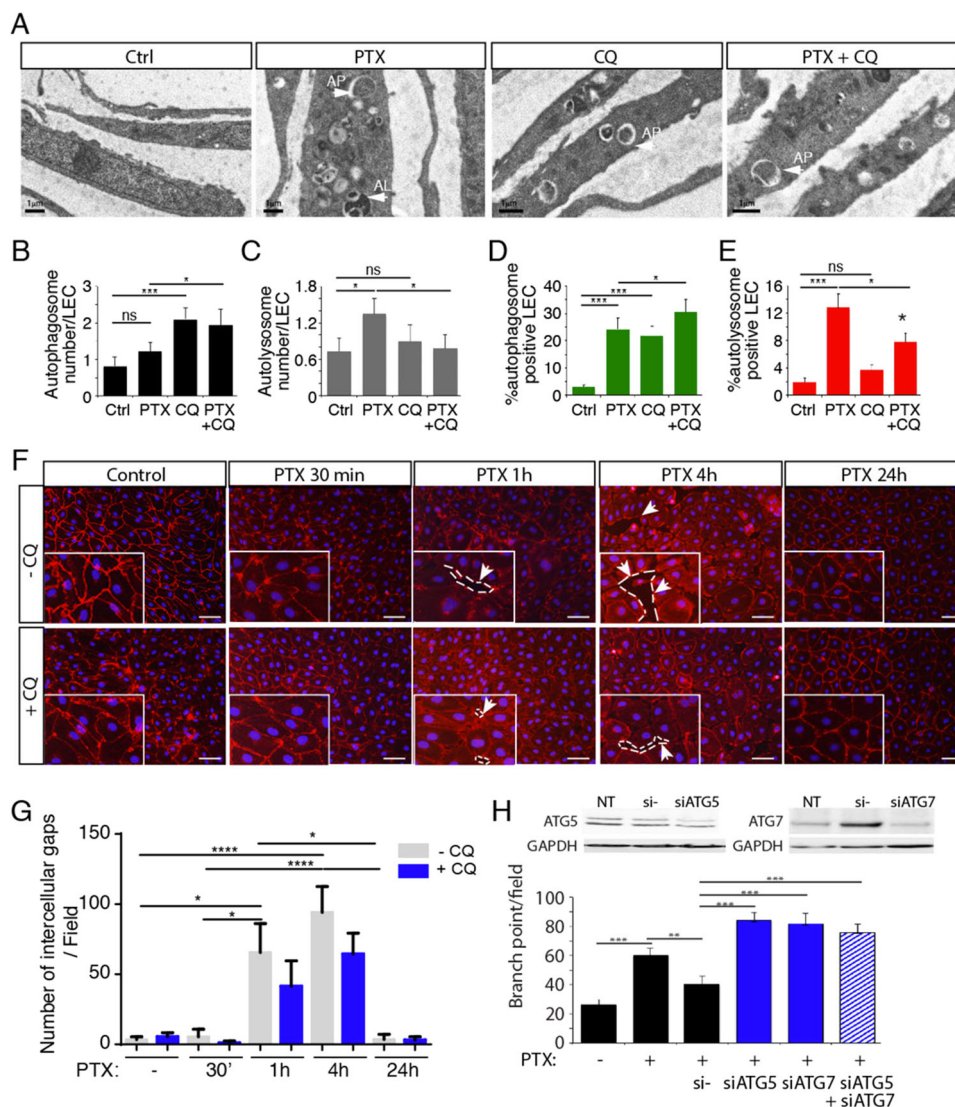 A
Ctrl PTX CQ PTX + CQ
AP AP AP
AL
1µm 1µm 1µm 1µm
B C D E
Autophagosome
number/LEC
3
2
1
0
ns
***
*
Ctrl PTX CQ PTX
+CQ
Autolysosome
number/LEC
1.8
1.2
0.6
0
ns
* *
Ctrl PTX CQ PTX
+CQ
%autophagosome
positive LEC
50
40
30
20
10
0
*
***
***
Ctrl PTX CQ PTX
+CQ
%autolysosome
positive LEC
15
10
5
0
ns
*** *
*
Ctrl PTX CQ PTX
+CQ
F
Control PTX 30 min PTX 1h PTX 4h PTX 24h
- CQ
+ CQ
G
Number of intercellular gaps
/ Field
150
100
50
0
*
****
****
*
*
- CQ
+ CQ
PTX: - 30' 1h 4h 24h
H
NT si- siATG5 NT si- siATG7
ATG5 ATG7
GAPDH GAPDH
Branch point/field
100
80
60
40
20
0
***
***
***
*** **
PTX: - + + + + +
si- siATG5 siATG7 siATG5
+ siATG7